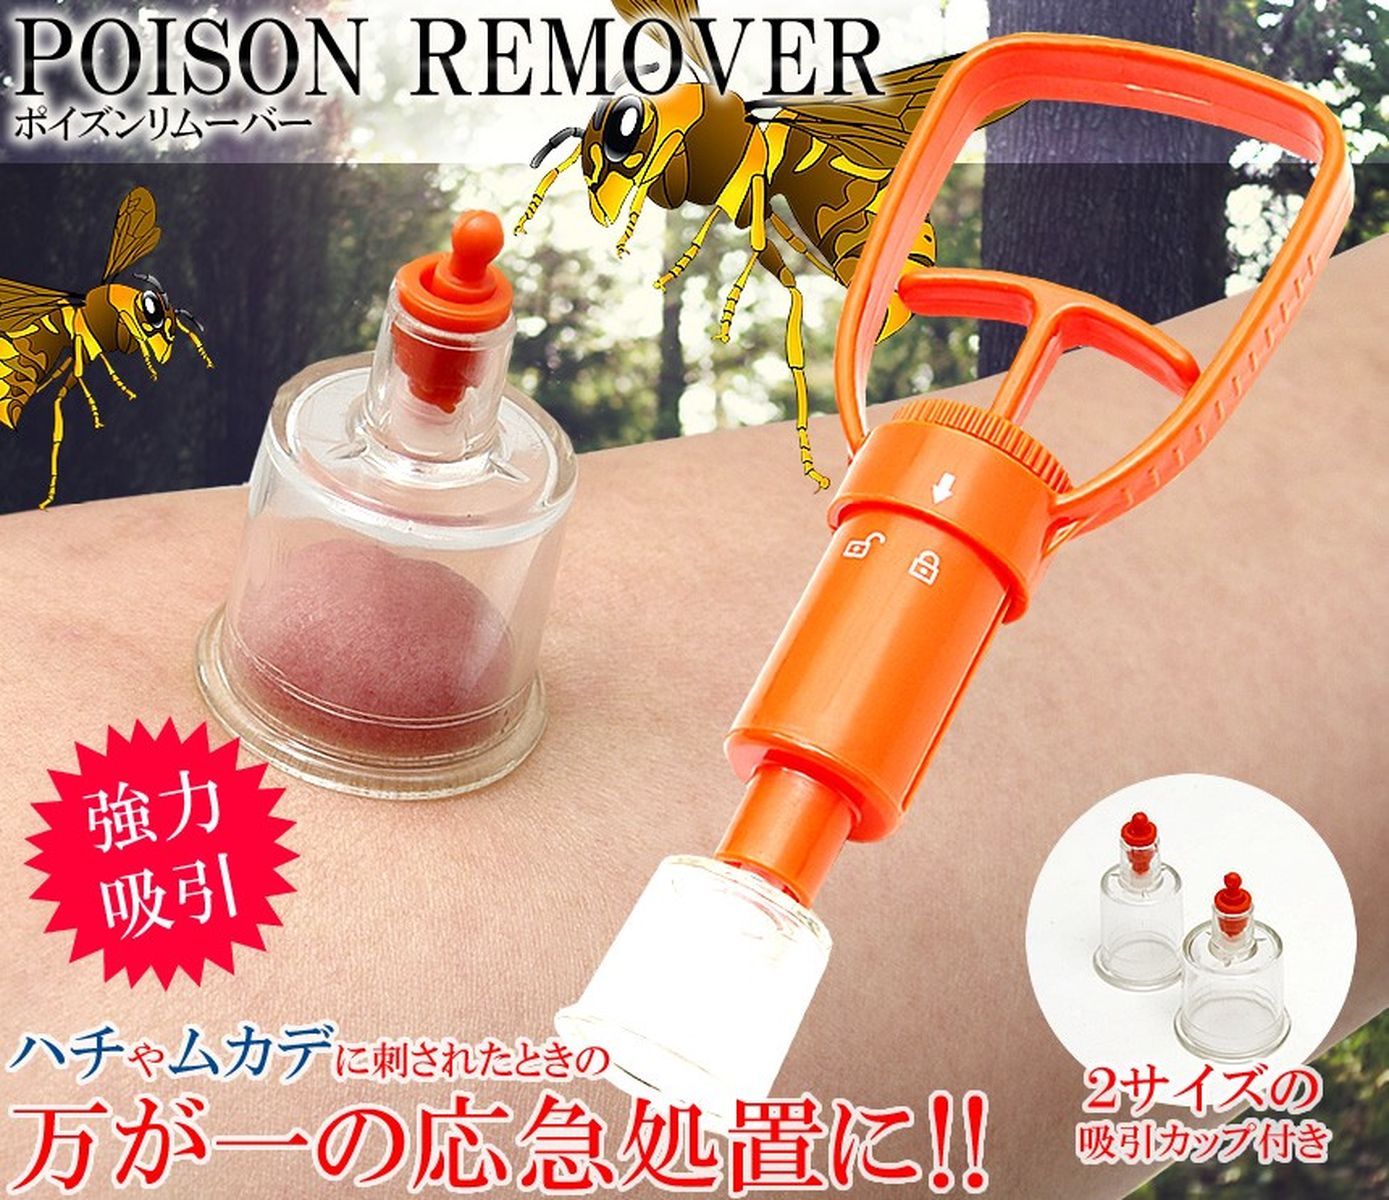 POISON REMOVER
ポイズンリムーバー
強力
吸引
ハチやムカデに刺されたときの
万が一の応急処置に!!
2サイズの
吸引カップ付き